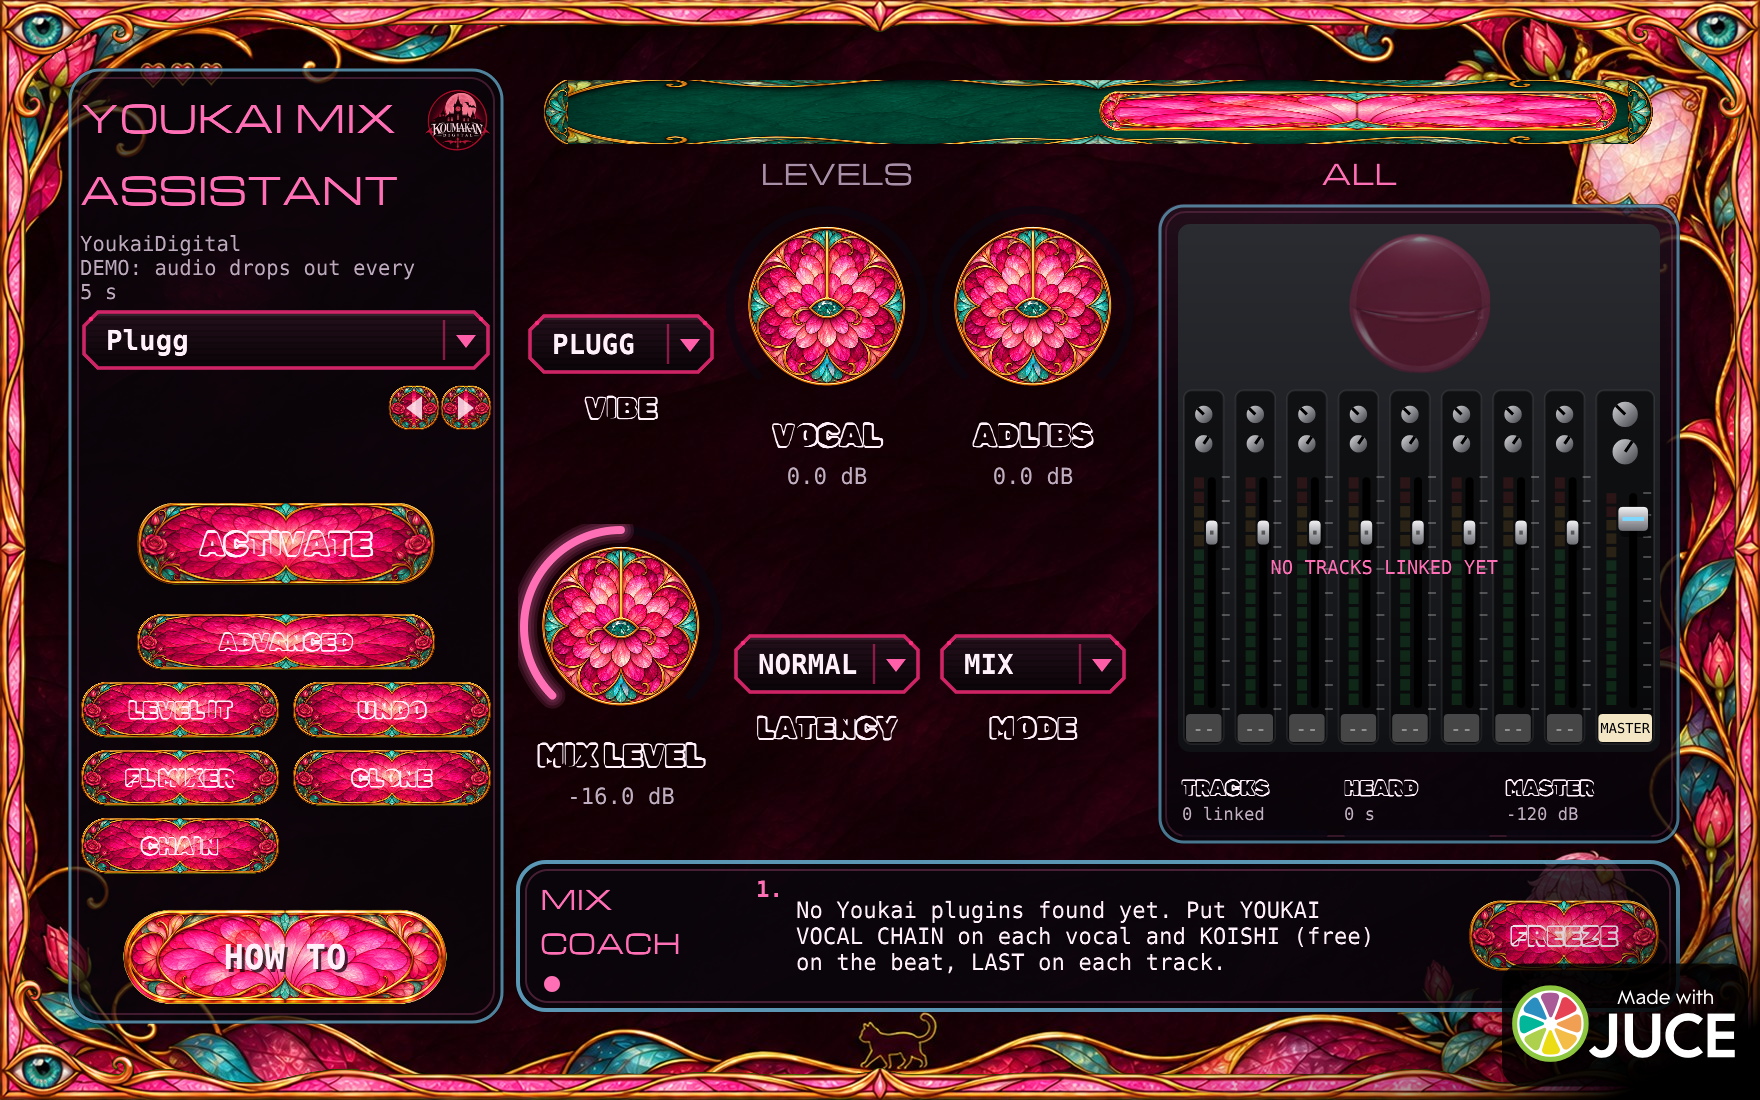 YOUKAI MIX
ASSISTANT
KOUMAKAN
DIGITAL
YoukaiDigital
DEMO: audio drops out every
5 s
Plugg
ACTIVATE
ADVANCED
LEVEL IT
UNDO
FL MIXER
CLONE
CHAIN
HOW TO
LEVELS
ALL
PLUGG
VIBE
VOCAL
0.0 dB
ADLIBS
0.0 dB
MIX LEVEL
-16.0 dB
NORMAL
LATENCY
MIX
MODE
NO TRACKS LINKED YET
-- -- -- -- -- -- -- -- MASTER
TRACKS HEARD MASTER
0 linked 0 s -120 dB
MIX
COACH
1.
No Youkai plugins found yet. Put YOUKAI
VOCAL CHAIN on each vocal and KOISHI (free)
on the beat, LAST on each track.
FREEZE
Made with
JUCE